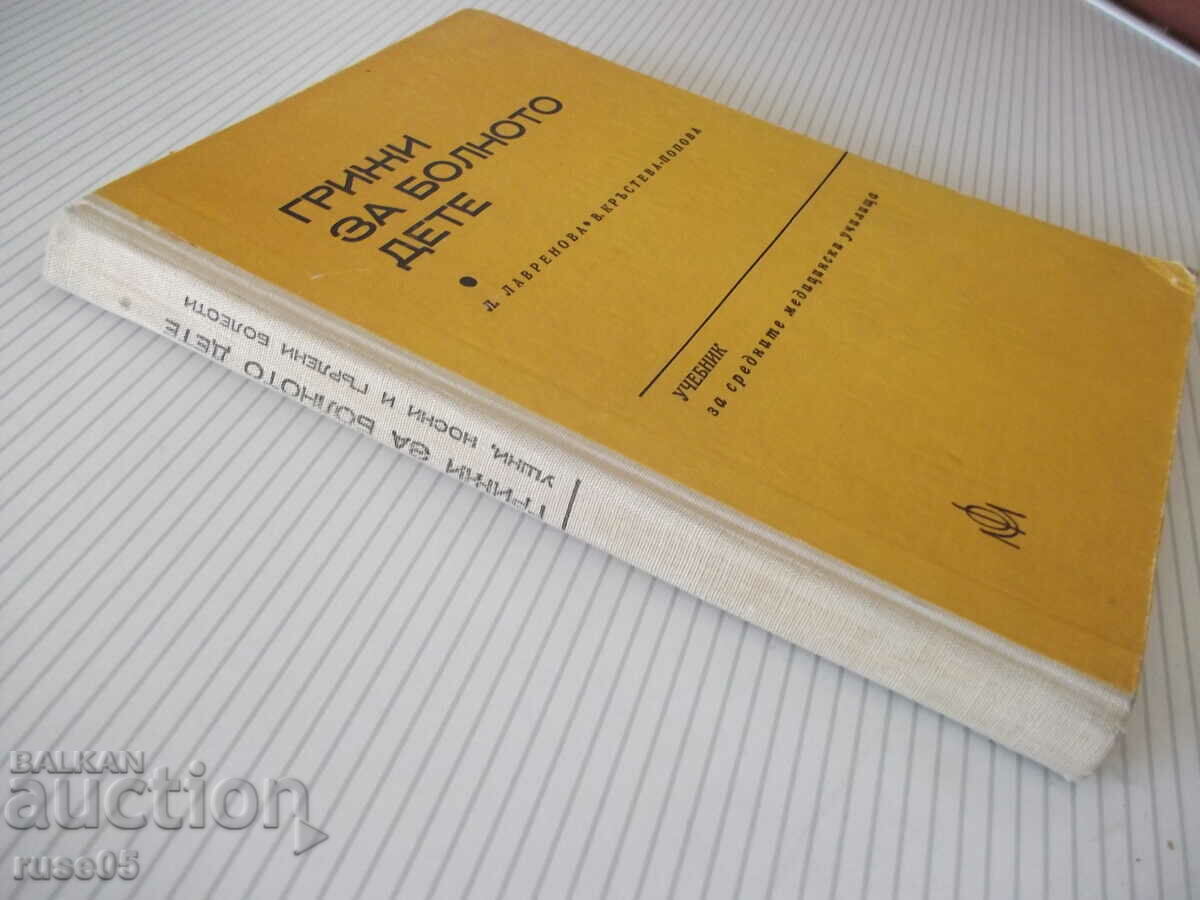 ГРИЖИ
ЗА БОЛНОТО
ДЕТЕ
Л. ЛАВРЕНОВА • В. КРЪСТЕВА-ПОПОВА
УЧЕБНИК
за средните медицински училища
ГРИЖИ ЗА БОЛНОТО ДЕТЕ
УШНИ, НОСНИ И ГЪРЛЕНИ БОЛЕСТИ
BALKAN
auction
ruse05